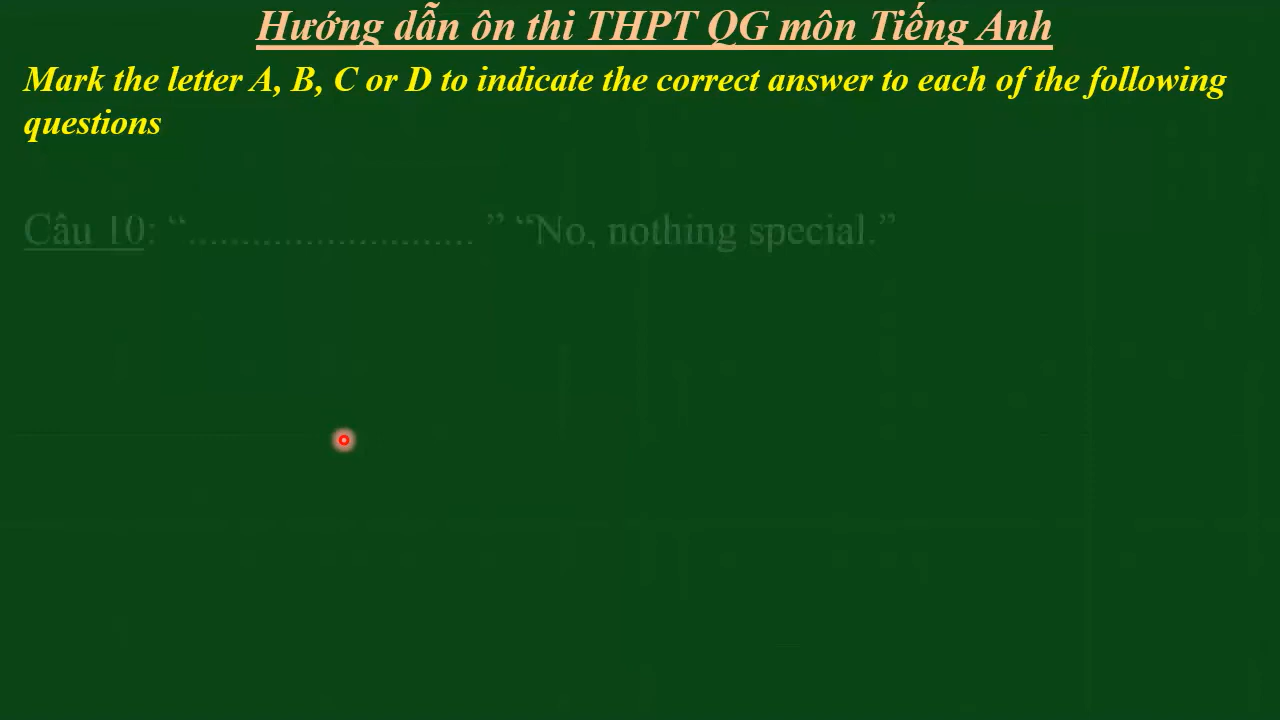 Hướng dẫn ôn thi THPT QG môn Tiếng Anh
Mark the letter A, B, C or D to indicate the correct answer to each of the following
questions
Câu 10: “.......................... ” “No, nothing special.”